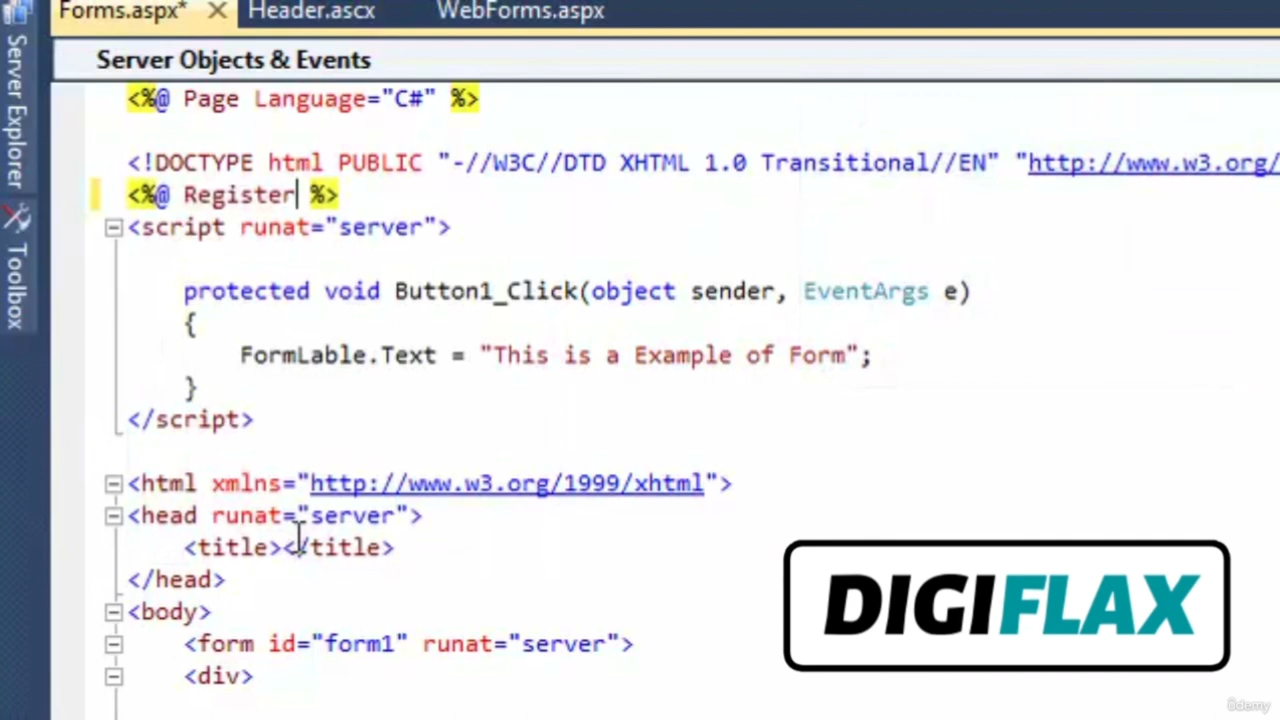 Forms.aspx* Header.ascx WebForms.aspx
Server Explorer
Toolbox
Server Objects & Events
<%@ Page Language="C#" %>
<!DOCTYPE html PUBLIC "-//W3C//DTD XHTML 1.0 Transitional//EN" "http://www.w3.org/
<%@ Register %>
<script runat="server">
protected void Button1_Click(object sender, EventArgs e)
{
FormLable.Text = "This is a Example of Form";
}
</script>
<html xmlns="http://www.w3.org/1999/xhtml">
<head runat="server">
<title></title>
</head>
<body>
<form id="form1" runat="server">
<div>
DIGIFLAX
ûdemy